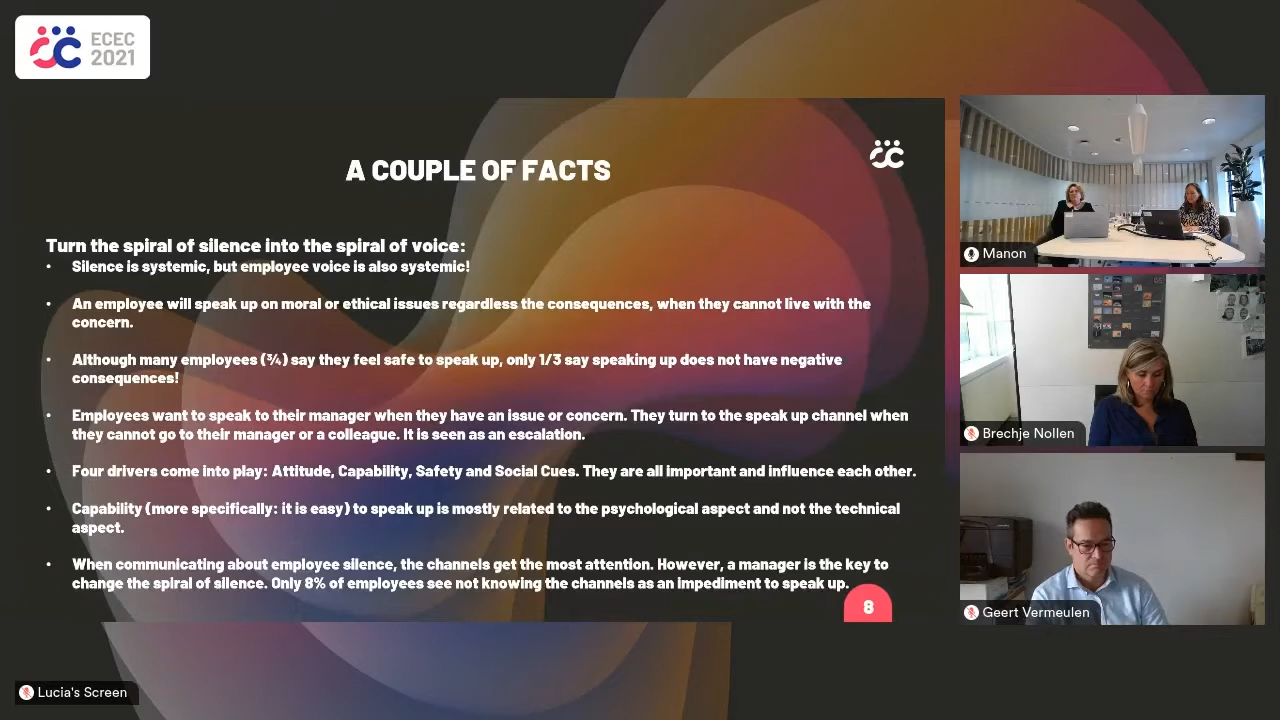 ECEC
2021
A COUPLE OF FACTS
Turn the spiral of silence into the spiral of voice:
• Silence is systemic, but employee voice is also systemic!
• An employee will speak up on moral or ethical issues regardless the consequences, when they cannot live with the
concern.
• Although many employees (¾) say they feel safe to speak up, only 1/3 say speaking up does not have negative
consequences!
• Employees want to speak to their manager when they have an issue or concern. They turn to the speak up channel when
they cannot go to their manager or a colleague. It is seen as an escalation.
• Four drivers come into play: Attitude, Capability, Safety and Social Cues. They are all important and influence each other.
• Capability (more specifically: it is easy) to speak up is mostly related to the psychological aspect and not the technical
aspect.
• When communicating about employee silence, the channels get the most attention. However, a manager is the key to
change the spiral of silence. Only 8% of employees see not knowing the channels as an impediment to speak up.
8
Manon
Brechje Nollen
Geert Vermeulen
Lucia's Screen